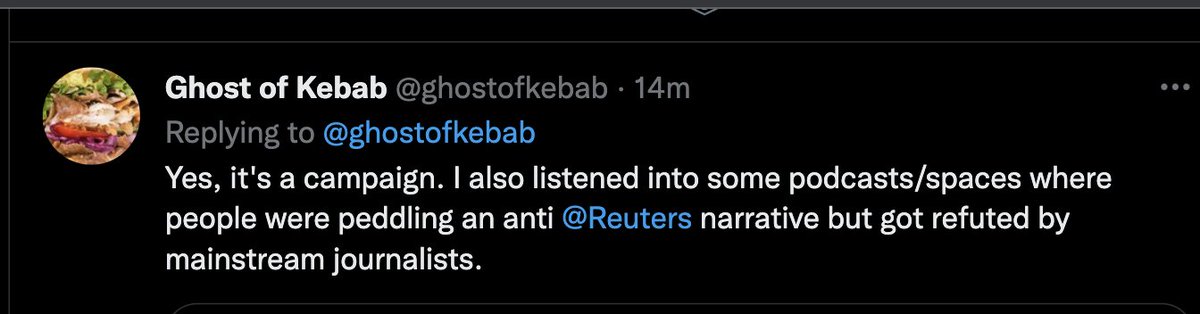 Ghost of Kebab @ghostofkebab · 14m
Replying to @ghostofkebab
Yes, it's a campaign. I also listened into some podcasts/spaces where
people were peddling an anti @Reuters narrative but got refuted by
mainstream journalists.